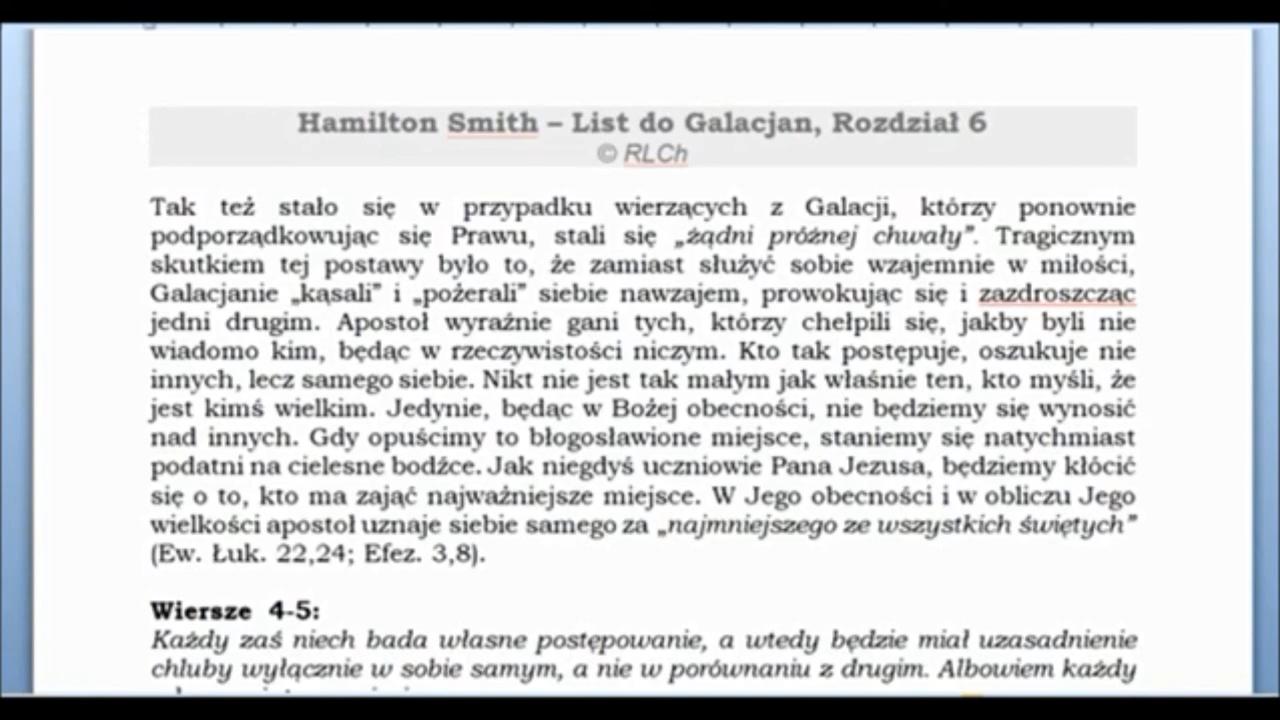 Hamilton Smith – List do Galacjan, Rozdział 6
© RLCh
Tak też stało się w przypadku wierzących z Galacji, którzy ponownie
podporządkowując się Prawu, stali się „żądni próżnej chwały”. Tragicznym
skutkiem tej postawy było to, że zamiast służyć sobie wzajemnie w miłości,
Galacjanie „kąsali” i „pożerali” siebie nawzajem, prowokując się i zazdroszcząc
jedni drugim. Apostoł wyraźnie gani tych, którzy chełpili się, jakby byli nie
wiadomo kim, będąc w rzeczywistości niczym. Kto tak postępuje, oszukuje nie
innych, lecz samego siebie. Nikt nie jest tak małym jak właśnie ten, kto myśli, że
jest kimś wielkim. Jedynie, będąc w Bożej obecności, nie będziemy się wynosić
nad innych. Gdy opuścimy to błogosławione miejsce, staniemy się natychmiast
podatni na cielesne bodźce. Jak niegdyś uczniowie Pana Jezusa, będziemy kłócić
się o to, kto ma zająć najważniejsze miejsce. W Jego obecności i w obliczu Jego
wielkości apostoł uznaje siebie samego za „najmniejszego ze wszystkich świętych”
(Ew. Łuk. 22,24; Efez. 3,8).
Wiersze 4-5:
Każdy zaś niech bada własne postępowanie, a wtedy będzie miał uzasadnienie
chluby wyłącznie w sobie samym, a nie w porównaniu z drugim. Albowiem każdy